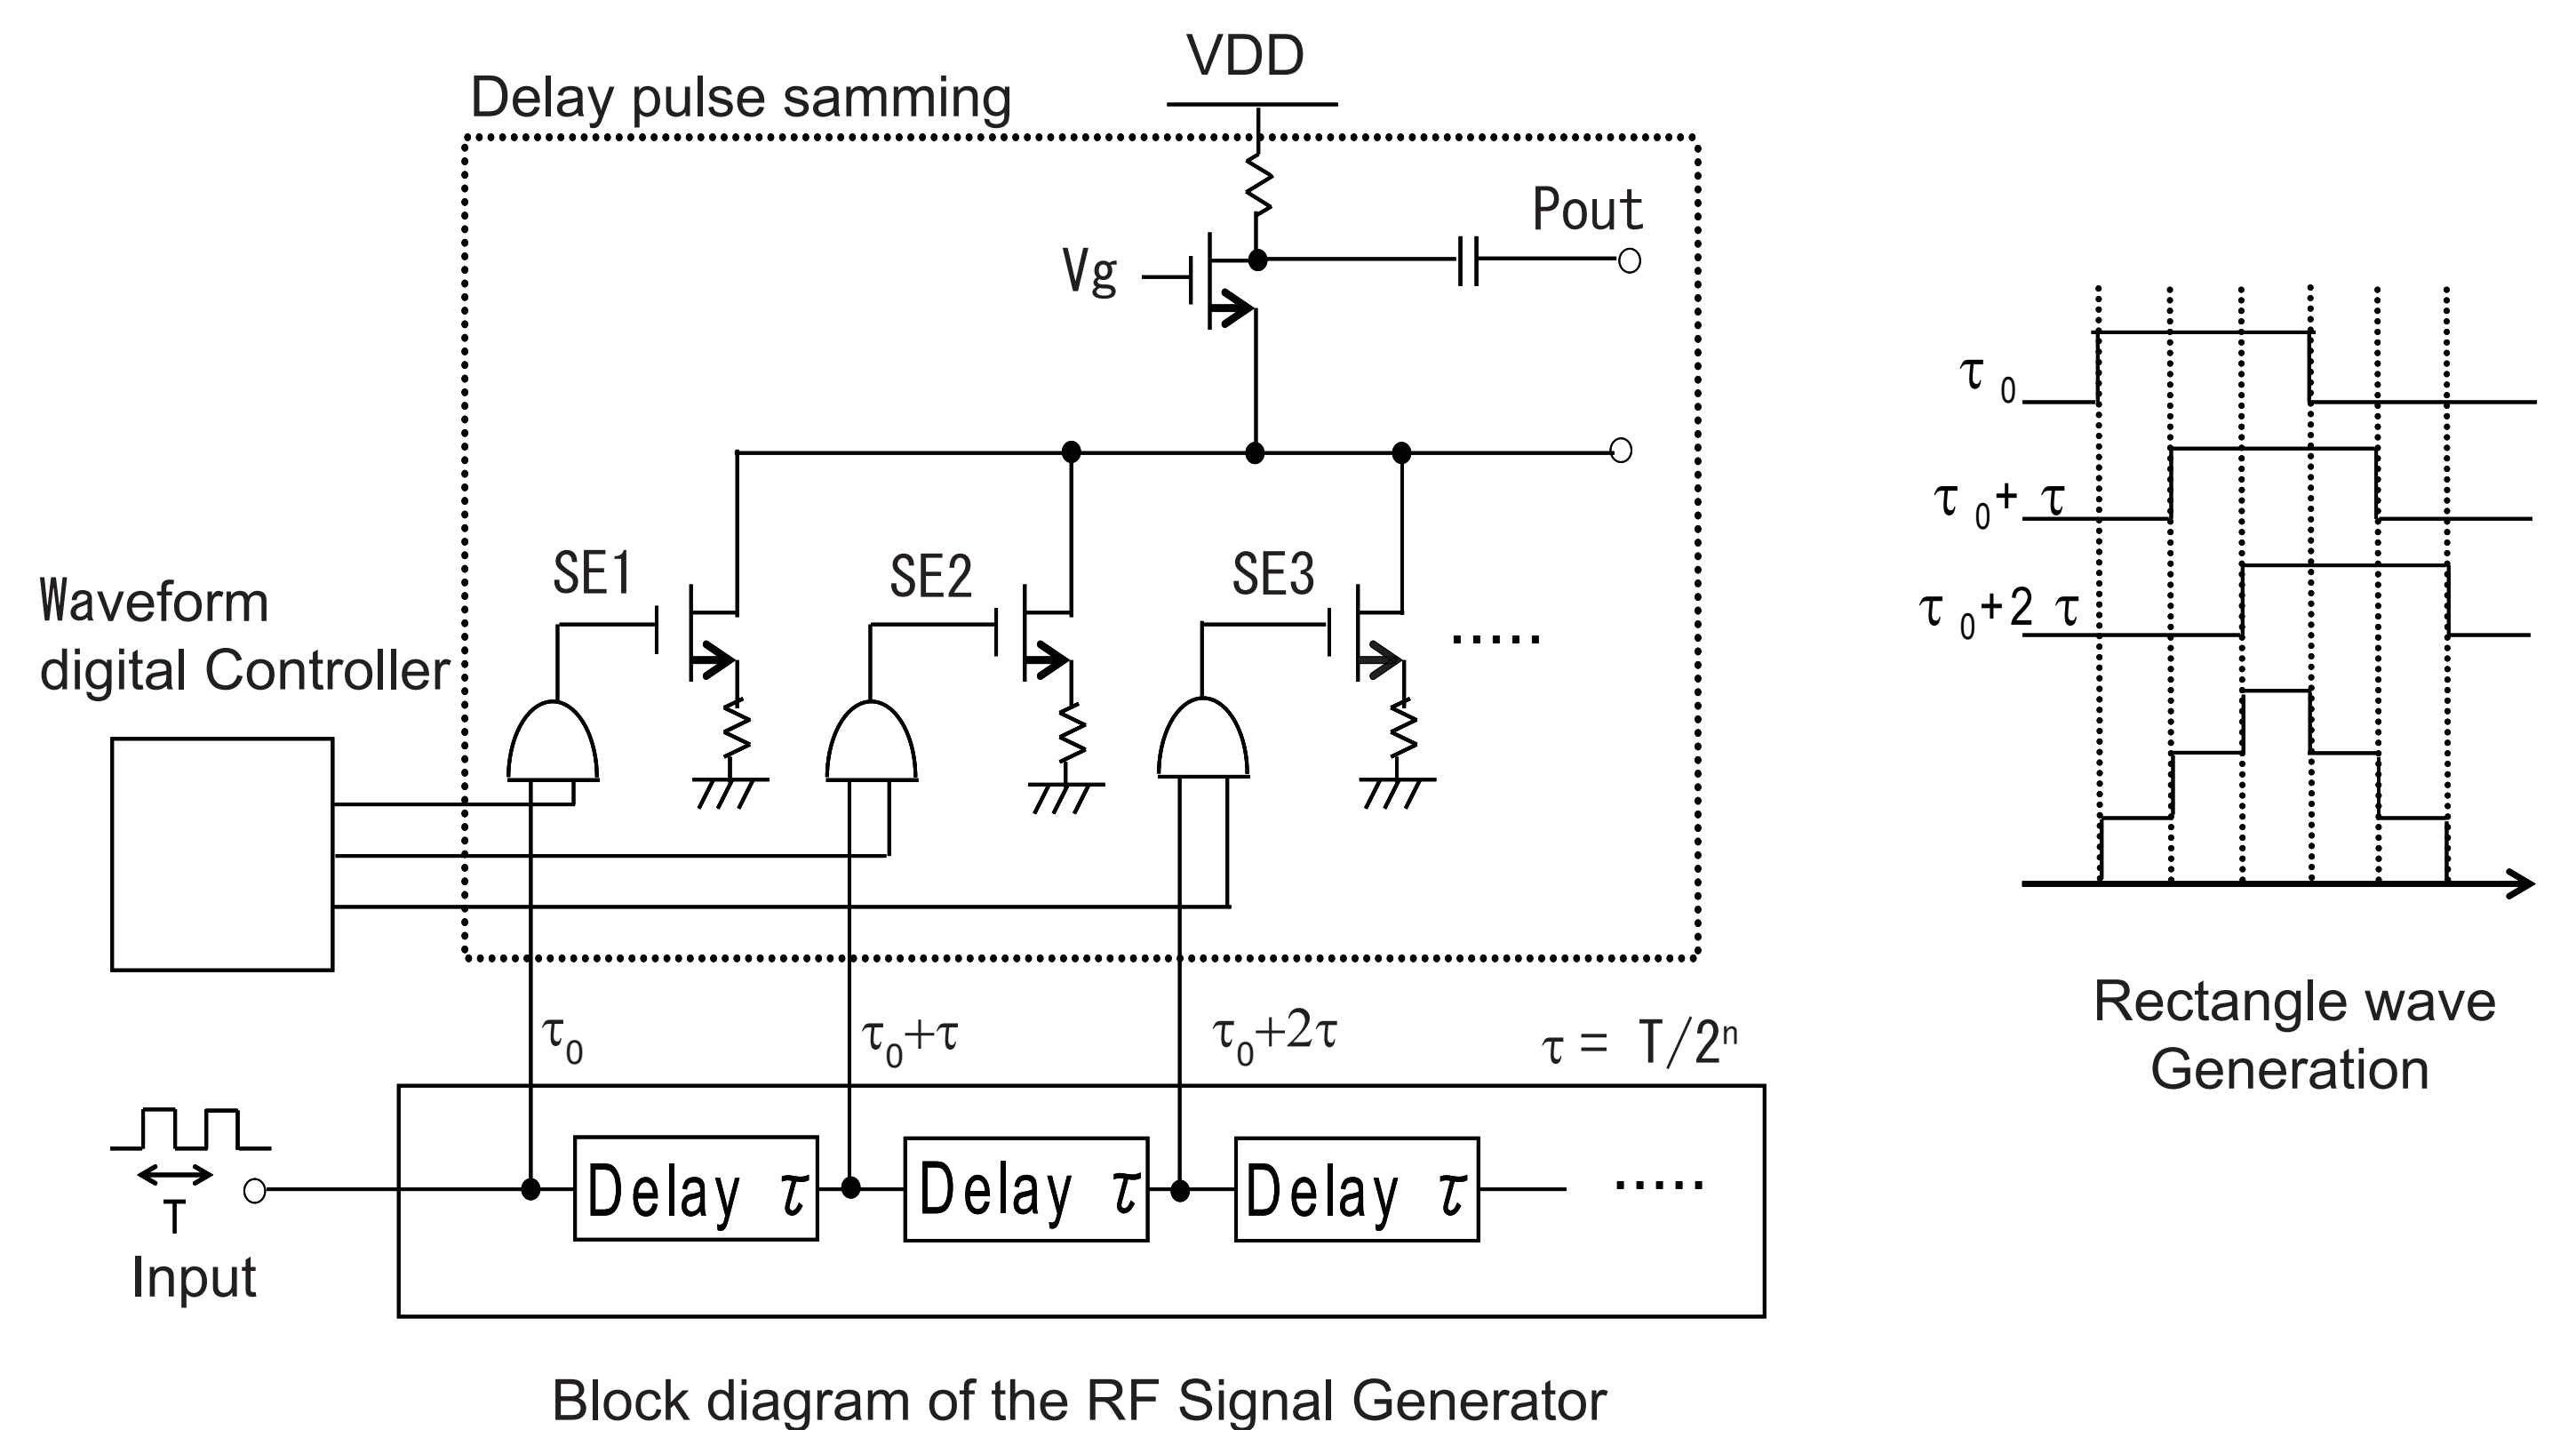 VDD
Delay pulse samming
Pout
Vg
SE1
SE2
SE3
.....
Waveform
digital Controller
τ0
τ0+τ
τ0+2τ
τ = T/2ⁿ
Delay τ
Delay τ
Delay τ
.....
T
Input
Block diagram of the RF Signal Generator
τ 0
τ 0+ τ
τ 0+2 τ
Rectangle wave
Generation